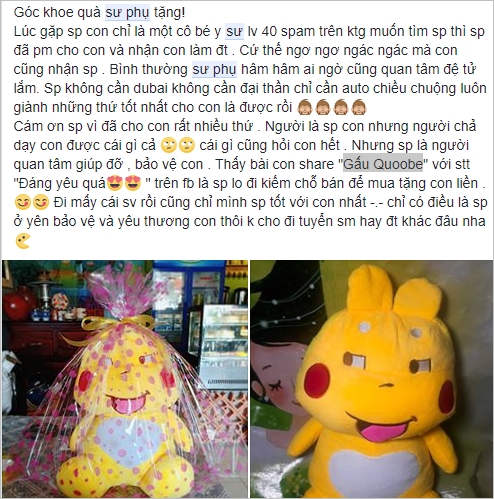 Góc khoe quà sư phụ tặng!
Lúc gặp sp con chỉ là một cô bé y sư lv 40 spam trên ktg muốn tìm sp thì sp
đã pm cho con và nhận con làm đt . Cứ thế ngơ ngơ ngác ngác mà con
cũng nhận sp . Bình thường sư phụ hâm hâm ai ngờ cũng quan tâm đệ tử
lắm. Sp không cần dubai không cần đại thần chỉ cần auto chiều chuộng luôn
giành những thứ tốt nhất cho con là được rồi 🙈🙈🙈🙈
Cám ơn sp vì đã cho con rất nhiều thứ . Người là sp con nhưng người chả
dạy con được cái gì cả 🙄🙄 cái gì cũng hỏi con hết . Nhưng sp là người
quan tâm giúp đỡ , bảo vệ con . Thấy bài con share "Gấu Quoobe" với stt
"Đáng yêu quá😍😍 " trên fb là sp lo đi kiếm chỗ bán để mua tặng con liền .
😋😋 Đi mấy cái sv rồi cũng chỉ mình sp tốt với con nhất -.- chỉ có điều là sp
ở yên bảo vệ và yêu thương con thôi k cho đi tuyển sm hay đt khác đâu nha